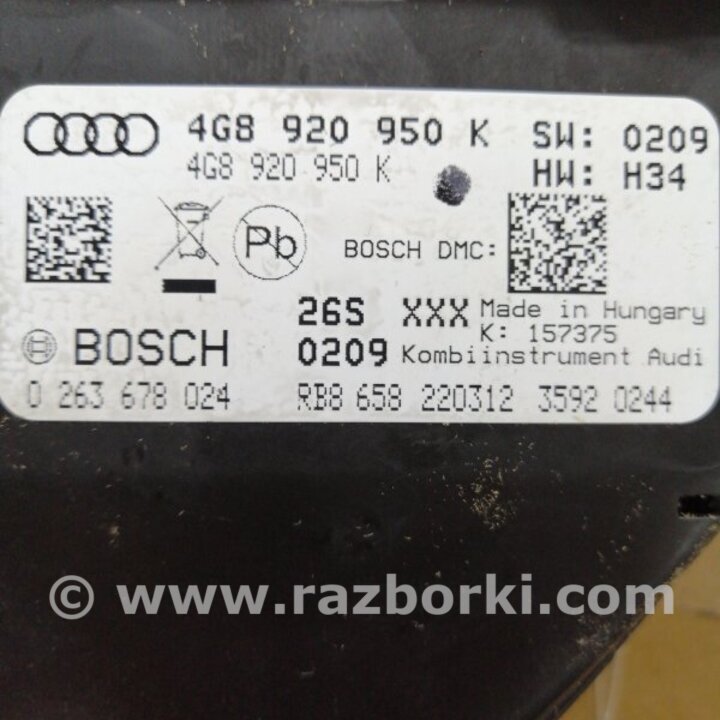 4G8 920 950 K SW: 0209
4G8 920 950 K HW: H34
Pb BOSCH DMC:
26S XXX Made in Hungary
K: 157375
BOSCH 0209 Kombiinstrument Audi
0 263 678 024 RB8 658 220312 3592 0244
© www.razborki.com